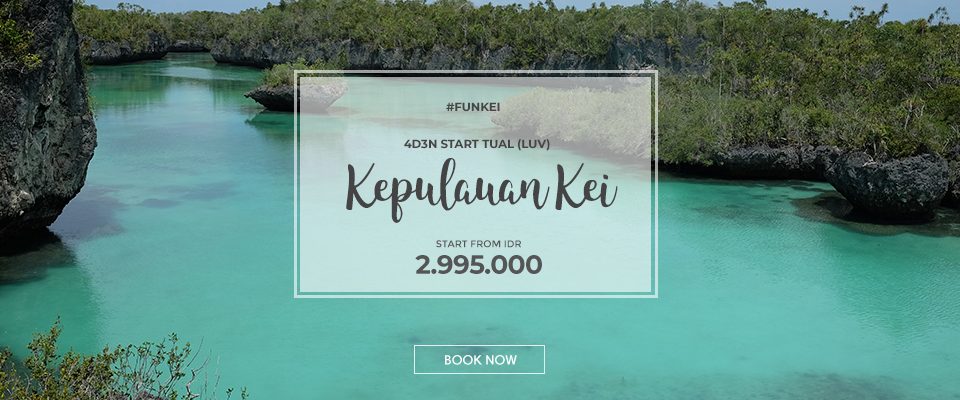 #FUNKEI
4D3N START TUAL (LUV)
Kepulauan Kei
START FROM IDR
2.995.000
BOOK NOW